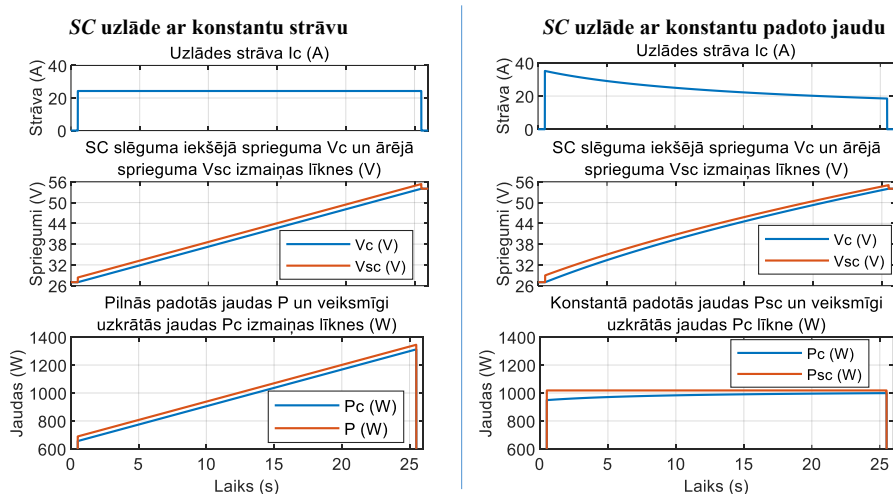 SC uzlāde ar konstantu strāvu
Uzlādes strāva Ic (A)
Strāva (A)
40
20
0
SC slēguma iekšējā sprieguma Vc un ārējā
sprieguma Vsc izmaiņas līknes (V)
Spriegumi (V)
56
50
44
38
32
26
Vc (V)
Vsc (V)
Pilnās padotās jaudas P un veiksmīgi
uzkrātās jaudas Pc izmaiņas līknes (W)
Jaudas (W)
1400
1200
1000
800
600
Pc (W)
P (W)
0 5 10 15 20 25
Laiks (s)
SC uzlāde ar konstantu padoto jaudu
Uzlādes strāva Ic (A)
Strāva (A)
40
20
0
SC slēguma iekšējā sprieguma Vc un ārējā
sprieguma Vsc izmaiņas līknes (V)
Spriegumi (V)
56
50
44
38
32
26
Vc (V)
Vsc (V)
Konstantā padotās jaudas Psc un veiksmīgi
uzkrātās jaudas Pc līkne (W)
Jaudas (W)
1400
1200
1000
800
600
Pc (W)
Psc (W)
0 5 10 15 20 25
Laiks (s)